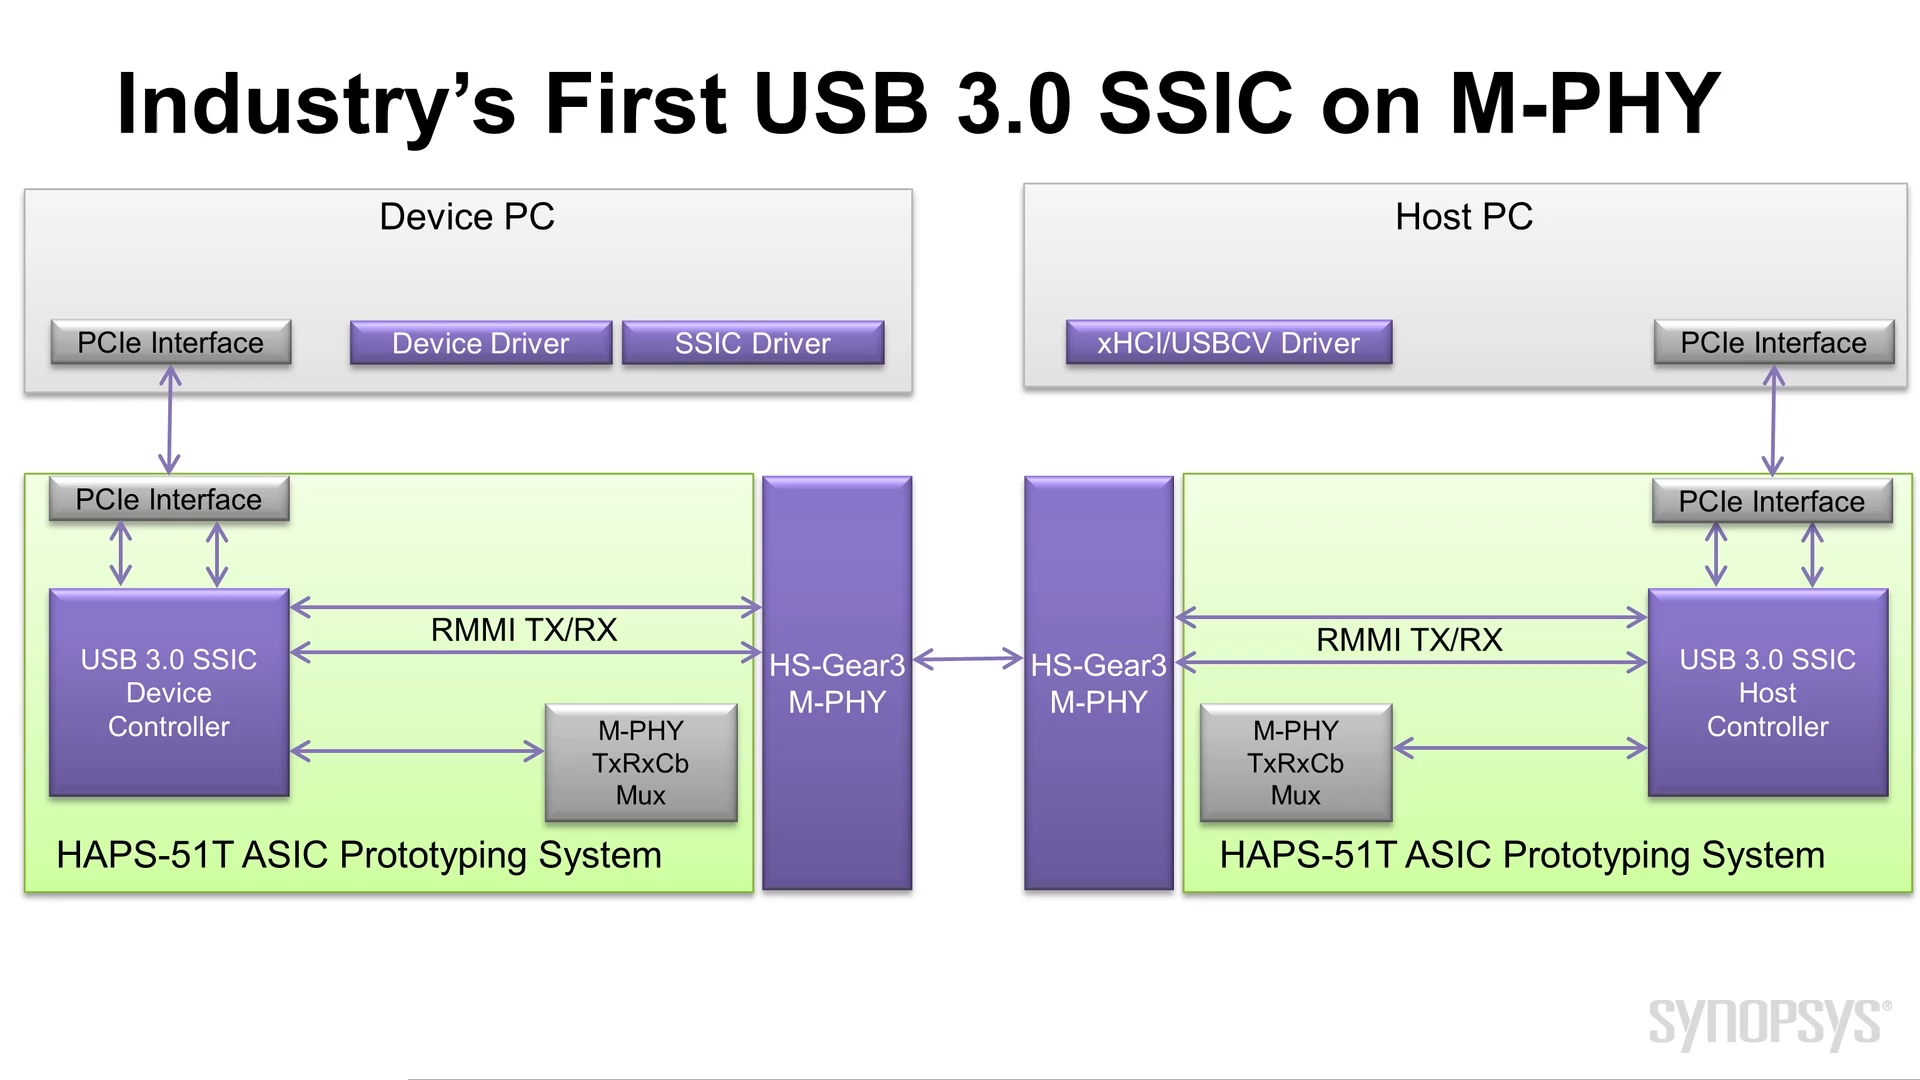 Industry’s First USB 3.0 SSIC on M-PHY
Device PC
PCIe Interface
Device Driver
SSIC Driver
Host PC
xHCI/USBCV Driver
PCIe Interface
PCIe Interface
USB 3.0 SSIC
Device
Controller
RMMI TX/RX
M-PHY
TxRxCb
Mux
HAPS-51T ASIC Prototyping System
HS-Gear3
M-PHY
HS-Gear3
M-PHY
PCIe Interface
RMMI TX/RX
USB 3.0 SSIC
Host
Controller
M-PHY
TxRxCb
Mux
HAPS-51T ASIC Prototyping System
SYNOPSYS®